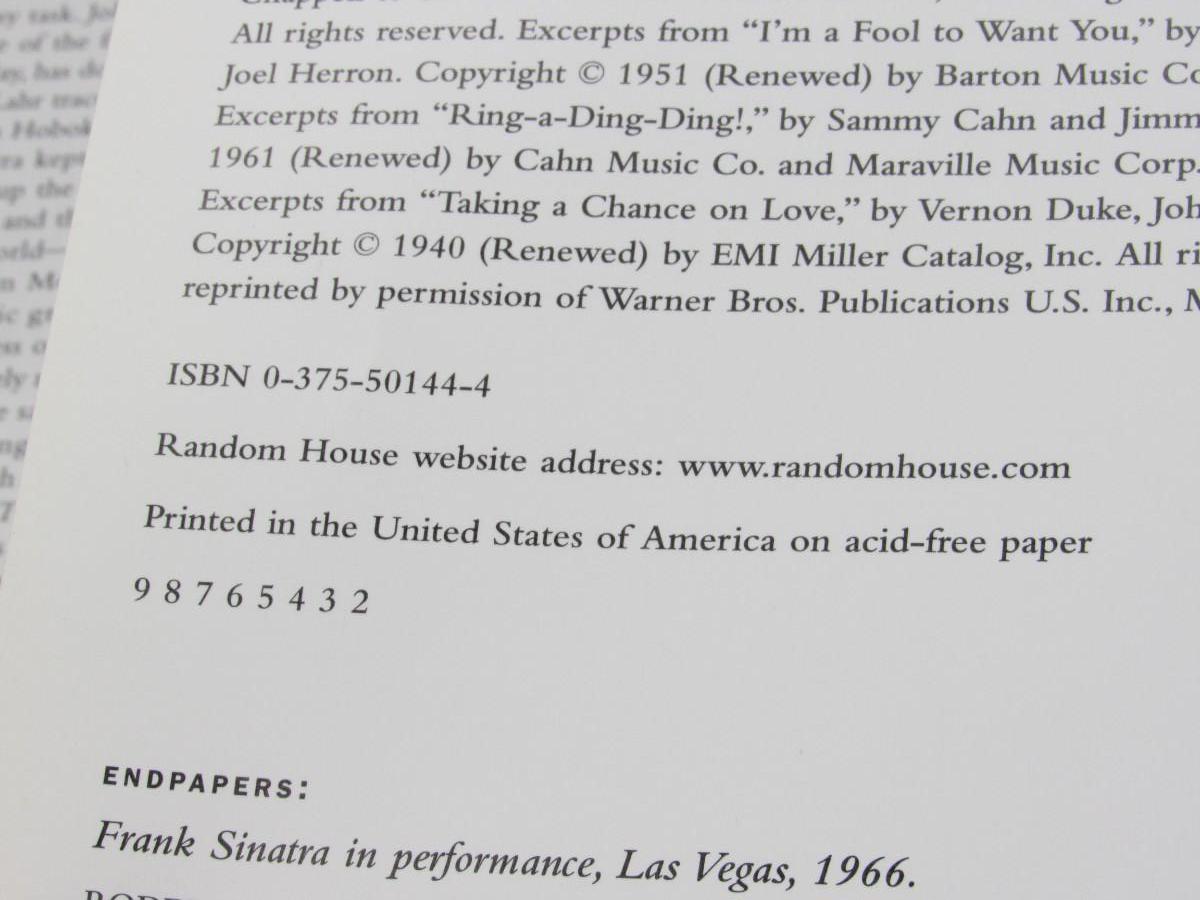 All rights reserved. Excerpts from “I'm a Fool to Want You,” by
Joel Herron. Copyright © 1951 (Renewed) by Barton Music
Excerpts from “Ring-a-Ding-Ding!,” by Sammy Cahn and
1961 (Renewed) by Cahn Music Co. and Maraville Music Corp.
Excerpts from “Taking a Chance on Love,” by Vernon Duke,
Copyright © 1940 (Renewed) by EMI Miller Catalog, Inc. All
reprinted by permission of Warner Bros. Publications U.S. Inc.,
ISBN 0-375-50144-4
Random House website address: www.randomhouse.com
Printed in the United States of America on acid-free paper
9 8 7 6 5 4 3 2
ENDPAPERS:
Frank Sinatra in performance, Las Vegas, 1966.